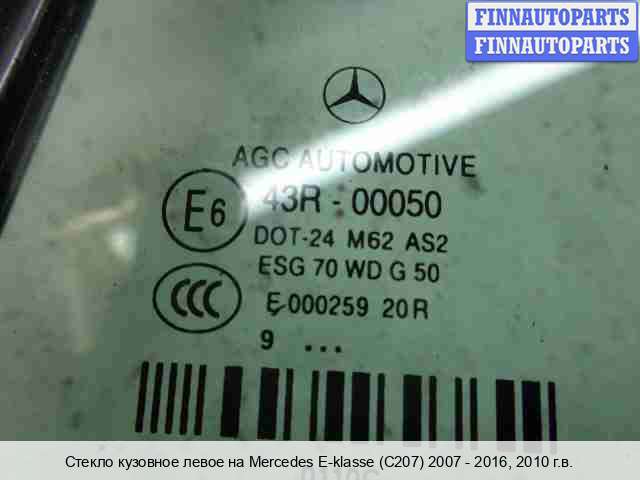 FINNAUTOPARTS
FINNAUTOPARTS
AGC AUTOMOTIVE
E6
43R - 00050
DOT-24 M62 AS2
ESG 70 WD G 50
CCC
E000259 20R
9 ...
Стекло кузовное левое на Mercedes E-klasse (C207) 2007 - 2016, 2010 г.в.